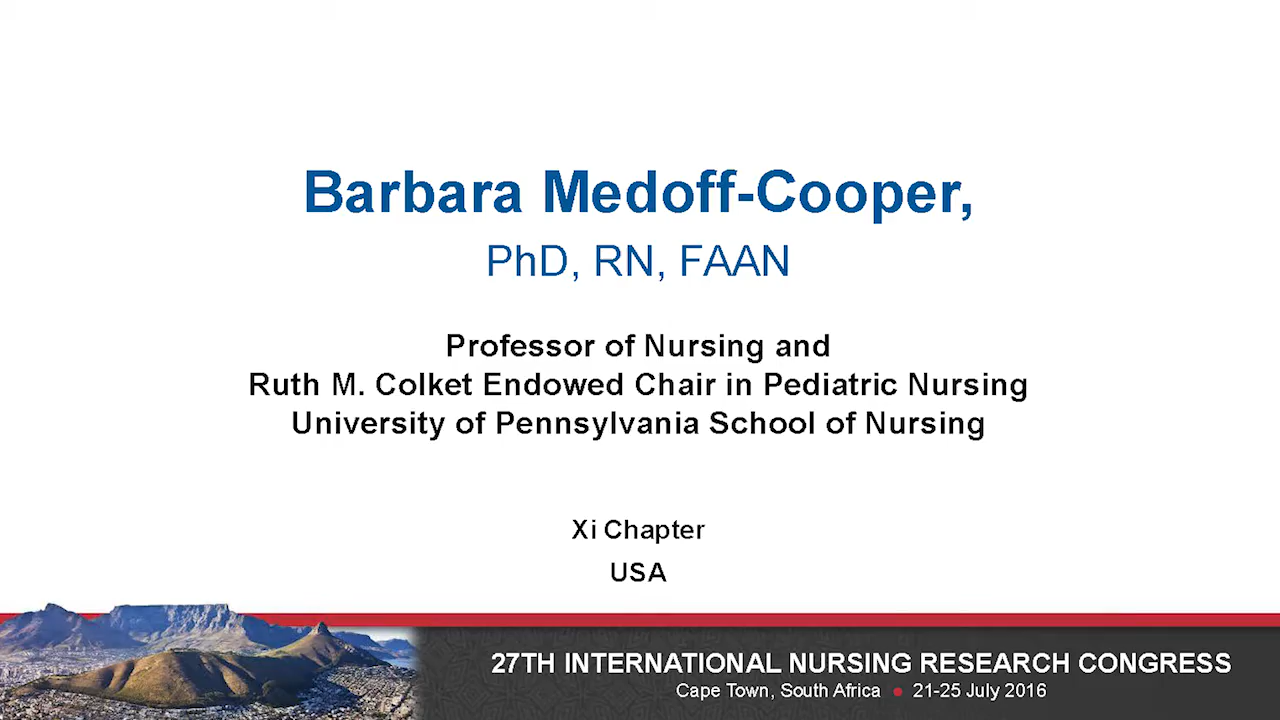 Barbara Medoff-Cooper,
PhD, RN, FAAN
Professor of Nursing and
Ruth M. Colket Endowed Chair in Pediatric Nursing
University of Pennsylvania School of Nursing
Xi Chapter
USA
27TH INTERNATIONAL NURSING RESEARCH CONGRESS
Cape Town, South Africa • 21-25 July 2016